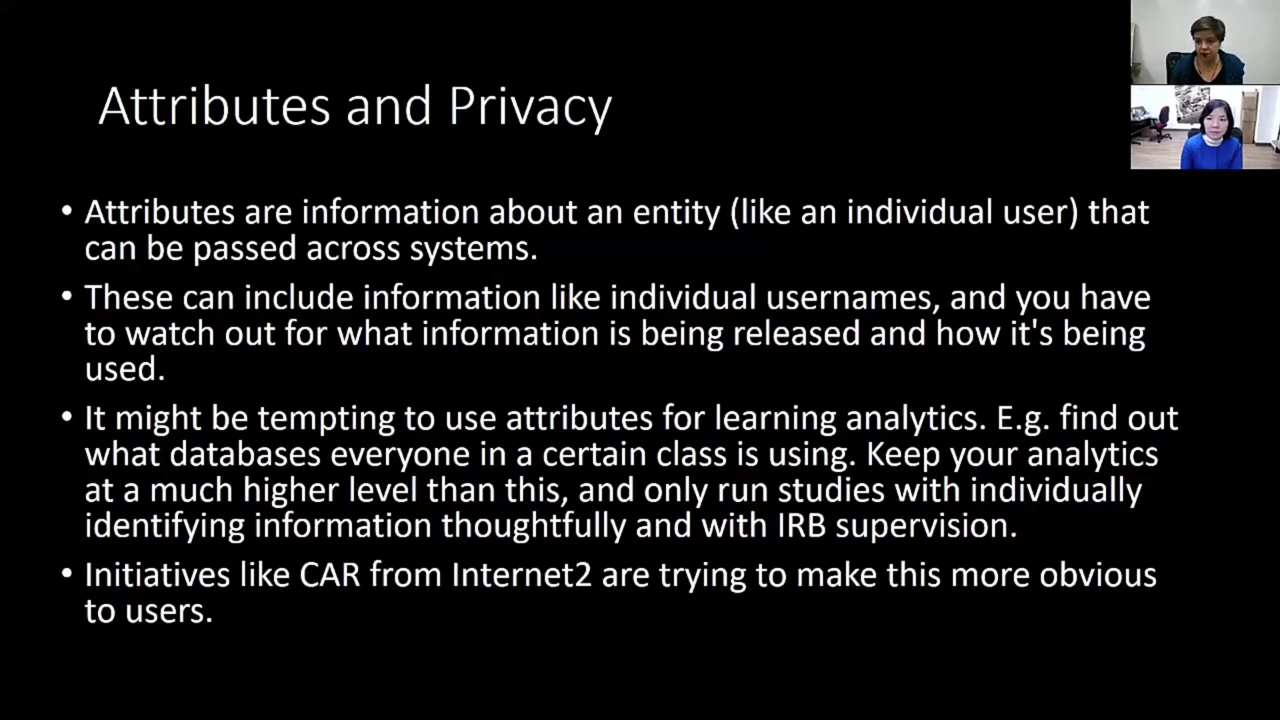 Attributes and Privacy
• Attributes are information about an entity (like an individual user) that
can be passed across systems.
• These can include information like individual usernames, and you have
to watch out for what information is being released and how it's being
used.
• It might be tempting to use attributes for learning analytics. E.g. find out
what databases everyone in a certain class is using. Keep your analytics
at a much higher level than this, and only run studies with individually
identifying information thoughtfully and with IRB supervision.
• Initiatives like CAR from Internet2 are trying to make this more obvious
to users.